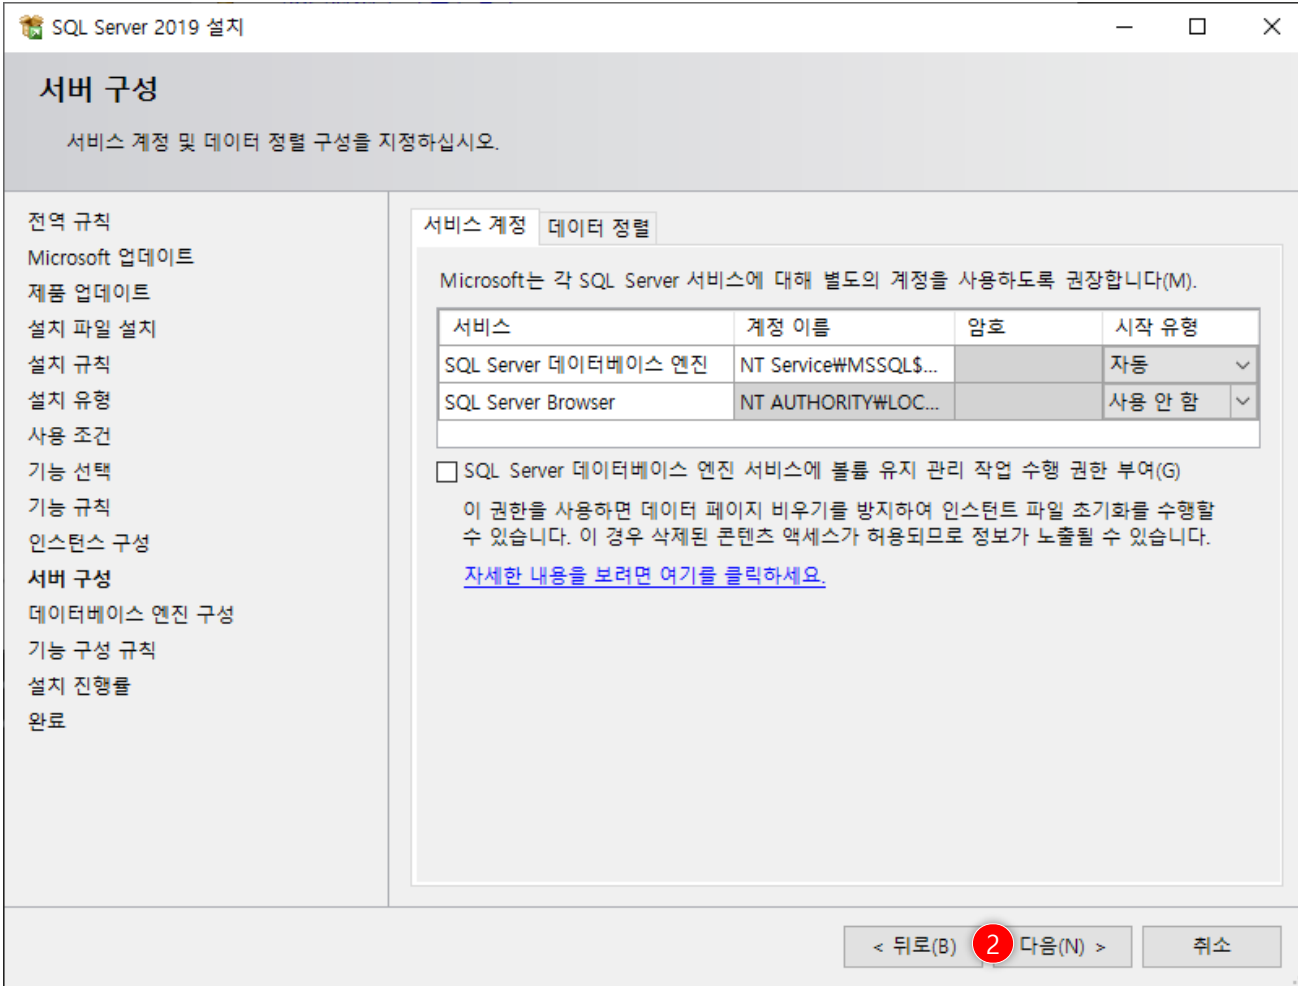 SQL Server 2019 설치
서버 구성
서비스 계정 및 데이터 정렬 구성을 지정하십시오.
전역 규칙
Microsoft 업데이트
제품 업데이트
설치 파일 설치
설치 규칙
설치 유형
사용 조건
기능 선택
기능 규칙
인스턴스 구성
서버 구성
데이터베이스 엔진 구성
기능 구성 규칙
설치 진행률
완료
서비스 계정 데이터 정렬
Microsoft는 각 SQL Server 서비스에 대해 별도의 계정을 사용하도록 권장합니다(M).
서비스 계정 이름 암호 시작 유형
SQL Server 데이터베이스 엔진 NT Service₩MSSQL$... 자동
SQL Server Browser NT AUTHORITY₩LOC... 사용 안 함
SQL Server 데이터베이스 엔진 서비스에 볼륨 유지 관리 작업 수행 권한 부여(G)
이 권한을 사용하면 데이터 페이지 비우기를 방지하여 인스턴트 파일 초기화를 수행할
수 있습니다. 이 경우 삭제된 콘텐츠 액세스가 허용되므로 정보가 노출될 수 있습니다.
자세한 내용을 보려면 여기를 클릭하세요.
< 뒤로(B) 2 다음(N) > 취소